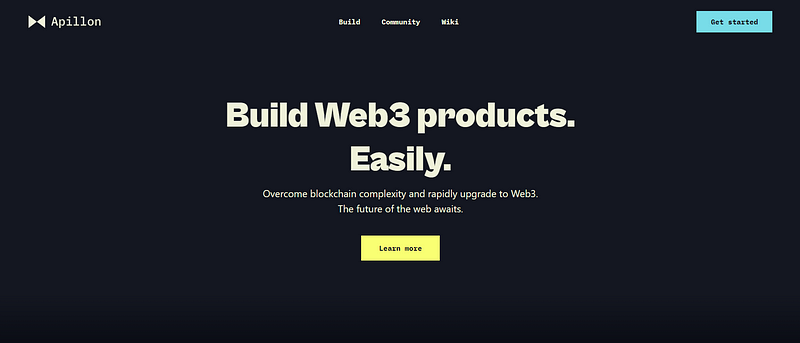 Apillon
Build Community Wiki
Get started
Build Web3 products.
Easily.
Overcome blockchain complexity and rapidly upgrade to Web3.
The future of the web awaits.
Learn more